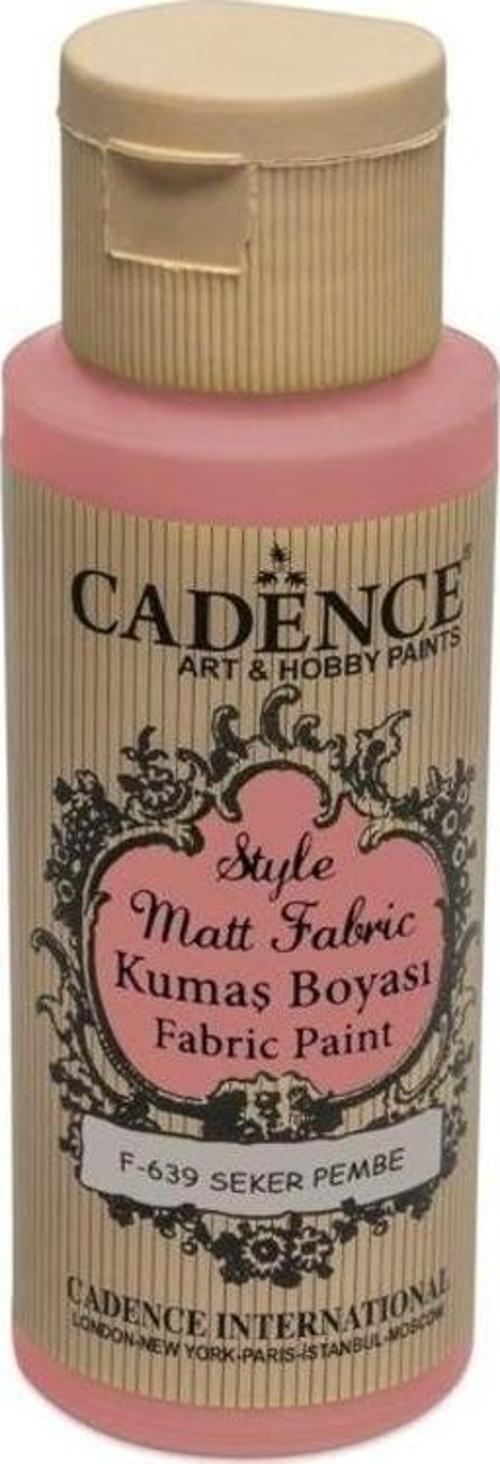 CADENCE
ART & HOBBY PAINTS
Style
Matt Fabric
Kumaş Boyası
Fabric Paint
F-639 SEKER PEMBE
CADENCE INTERNATIONAL
LONDON-NEW YORK-PARIS-İSTANBUL-MOSCOW